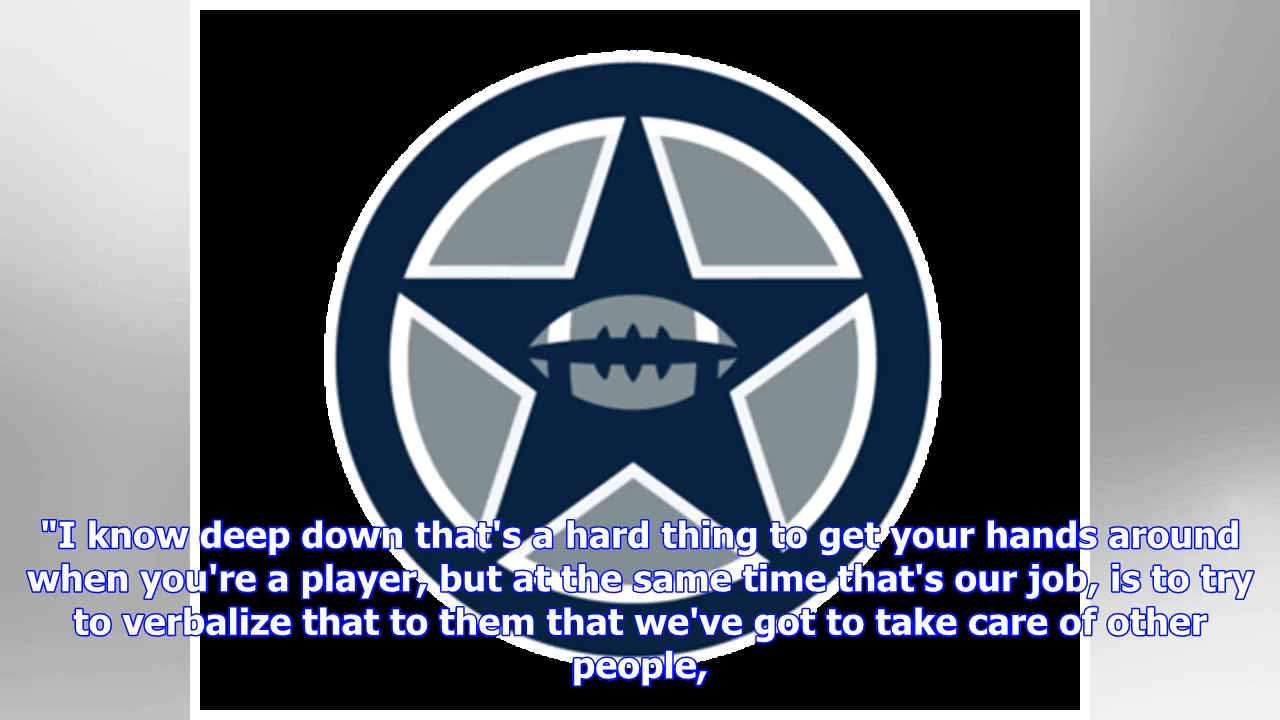 "I know deep down that's a hard thing to get your hands around
when you're a player, but at the same time that's our job, is to try
to verbalize that to them that we've got to take care of other
people,